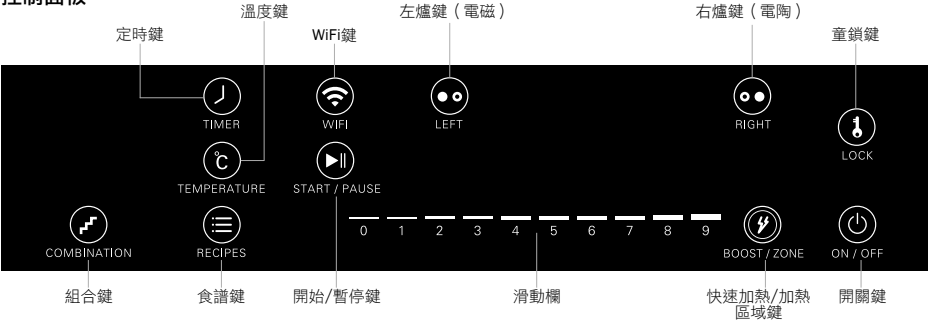 控制面板
溫度鍵
左爐鍵（電磁）
右爐鍵（電陶）
定時鍵
WiFi鍵
童鎖鍵
TIMER
WIFI
LEFT
RIGHT
LOCK
℃
TEMPERATURE
START / PAUSE
0 1 2 3 4 5 6 7 8 9
COMBINATION
RECIPES
BOOST / ZONE
ON / OFF
組合鍵
食譜鍵
開始/暫停鍵
滑動欄
快速加熱/加熱
區域鍵
開關鍵